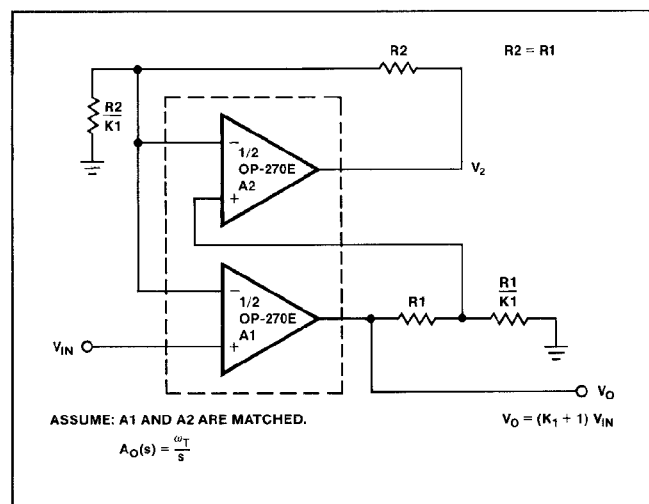 R2
R2 = R1
R2
K1
−
1/2
OP-270E
A2
+
V2
−
1/2
OP-270E
A1
+
R1
R1
K1
VIN
VO
ASSUME: A1 AND A2 ARE MATCHED.
VO = (K1 + 1) VIN
AO(s) = ωT
s